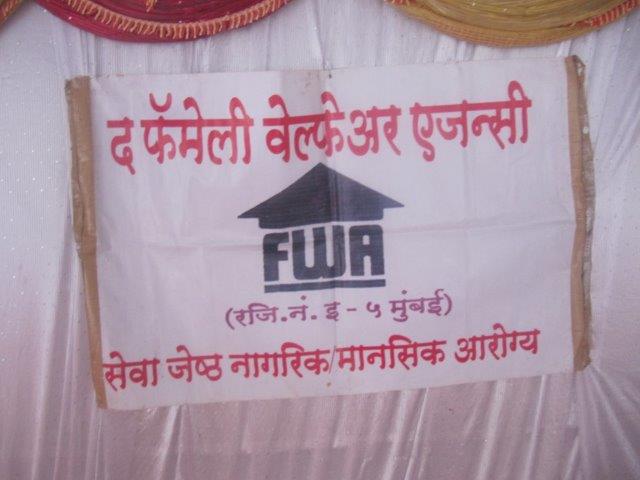 द फॅमेली वेल्फेअर एजन्सी
FWA
(रजि.नं. इ - ५ मुंबई)
सेवा जेष्ठ नागरिक/मानसिक आरोग्य